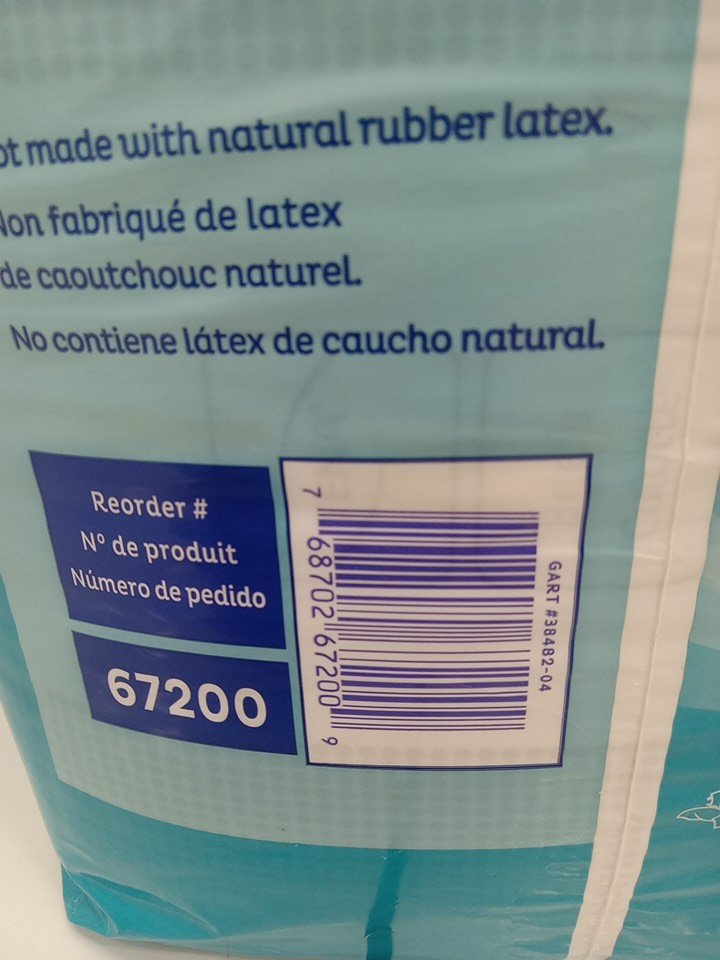 made with natural rubber latex.
fabriqué de latex
de caoutchouc naturel.
No contiene látex de caucho natural.
Reorder #
Nº de produit
Número de pedido
67200
7 68702 67200 9
GART #38482-04